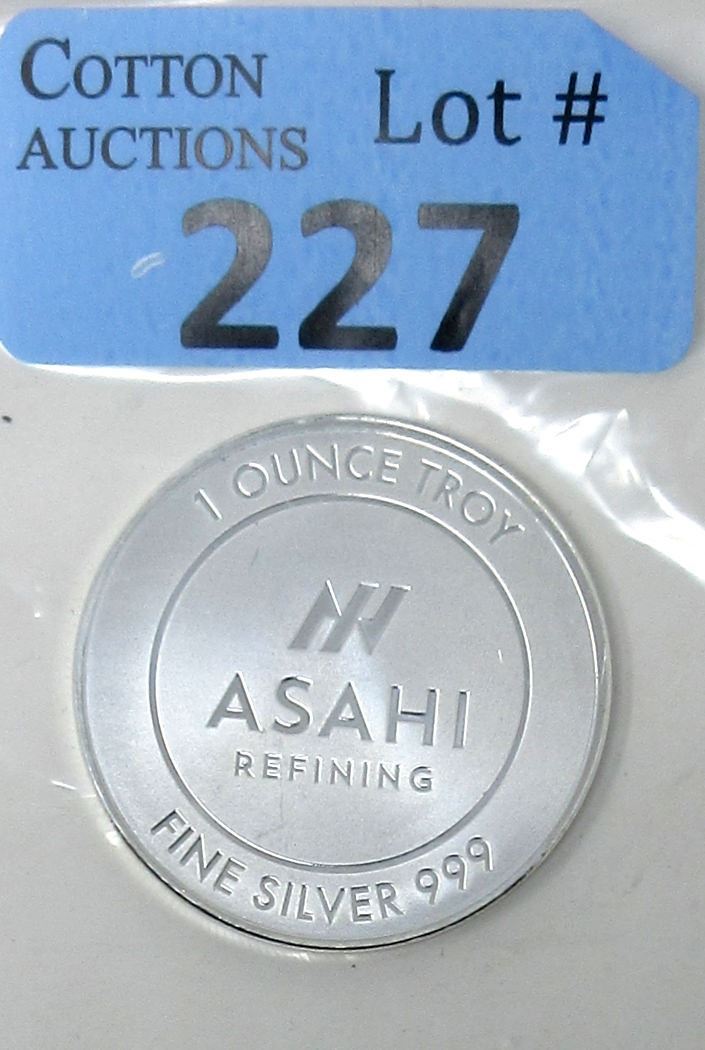 COTTON
AUCTIONS
Lot #
227
1 OUNCE TROY
ASAHI
REFINING
FINE SILVER 999